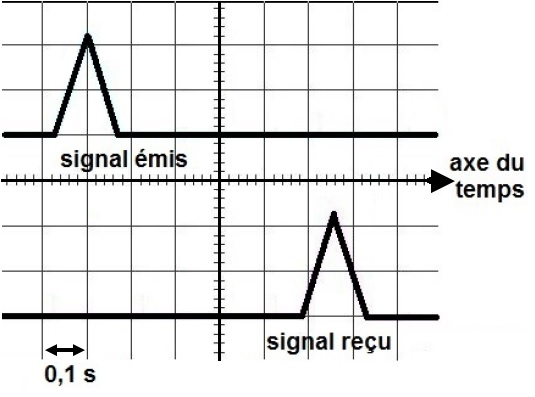 signal émis
axe du
temps
signal reçu
0,1 s